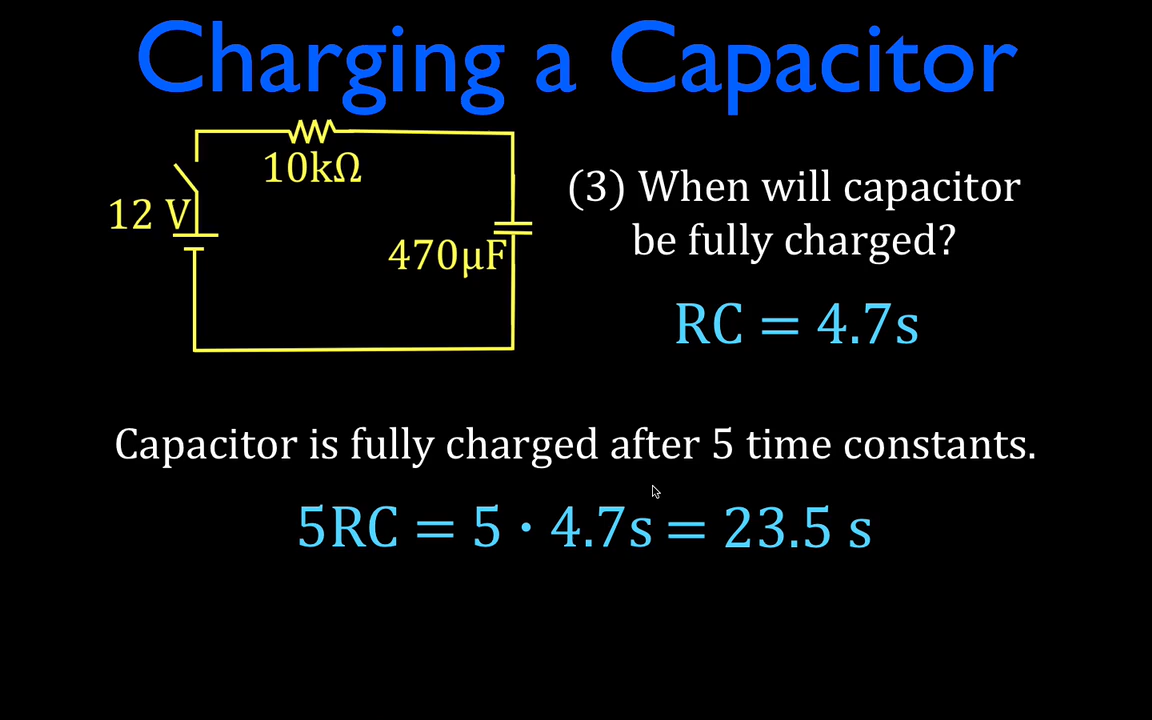 Charging a Capacitor
10kΩ
12 V
470μF
(3) When will capacitor
be fully charged?
RC = 4.7s
Capacitor is fully charged after 5 time constants.
5RC = 5 · 4.7s = 23.5 s